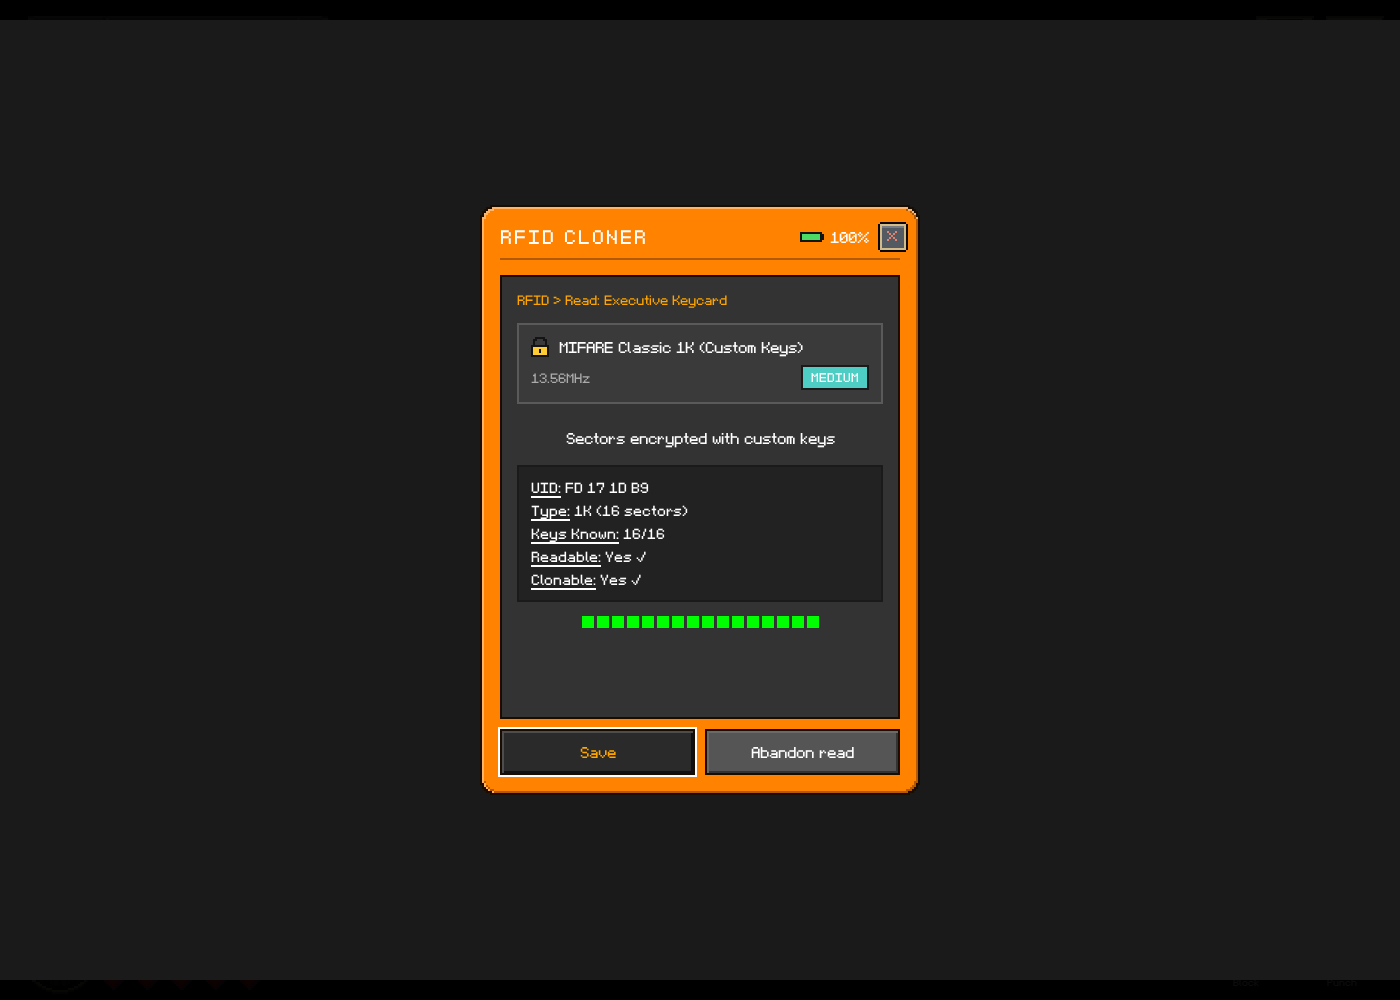 RFID CLONER
100%
X
RFID > Read: Executive Keycard
MIFARE Classic 1K (Custom Keys)
13.56MHz
MEDIUM
Sectors encrypted with custom keys
UID: FD 17 1D B9
Type: 1K (16 sectors)
Keys Known: 16/16
Readable: Yes ✓
Clonable: Yes ✓
Save
Abandon read